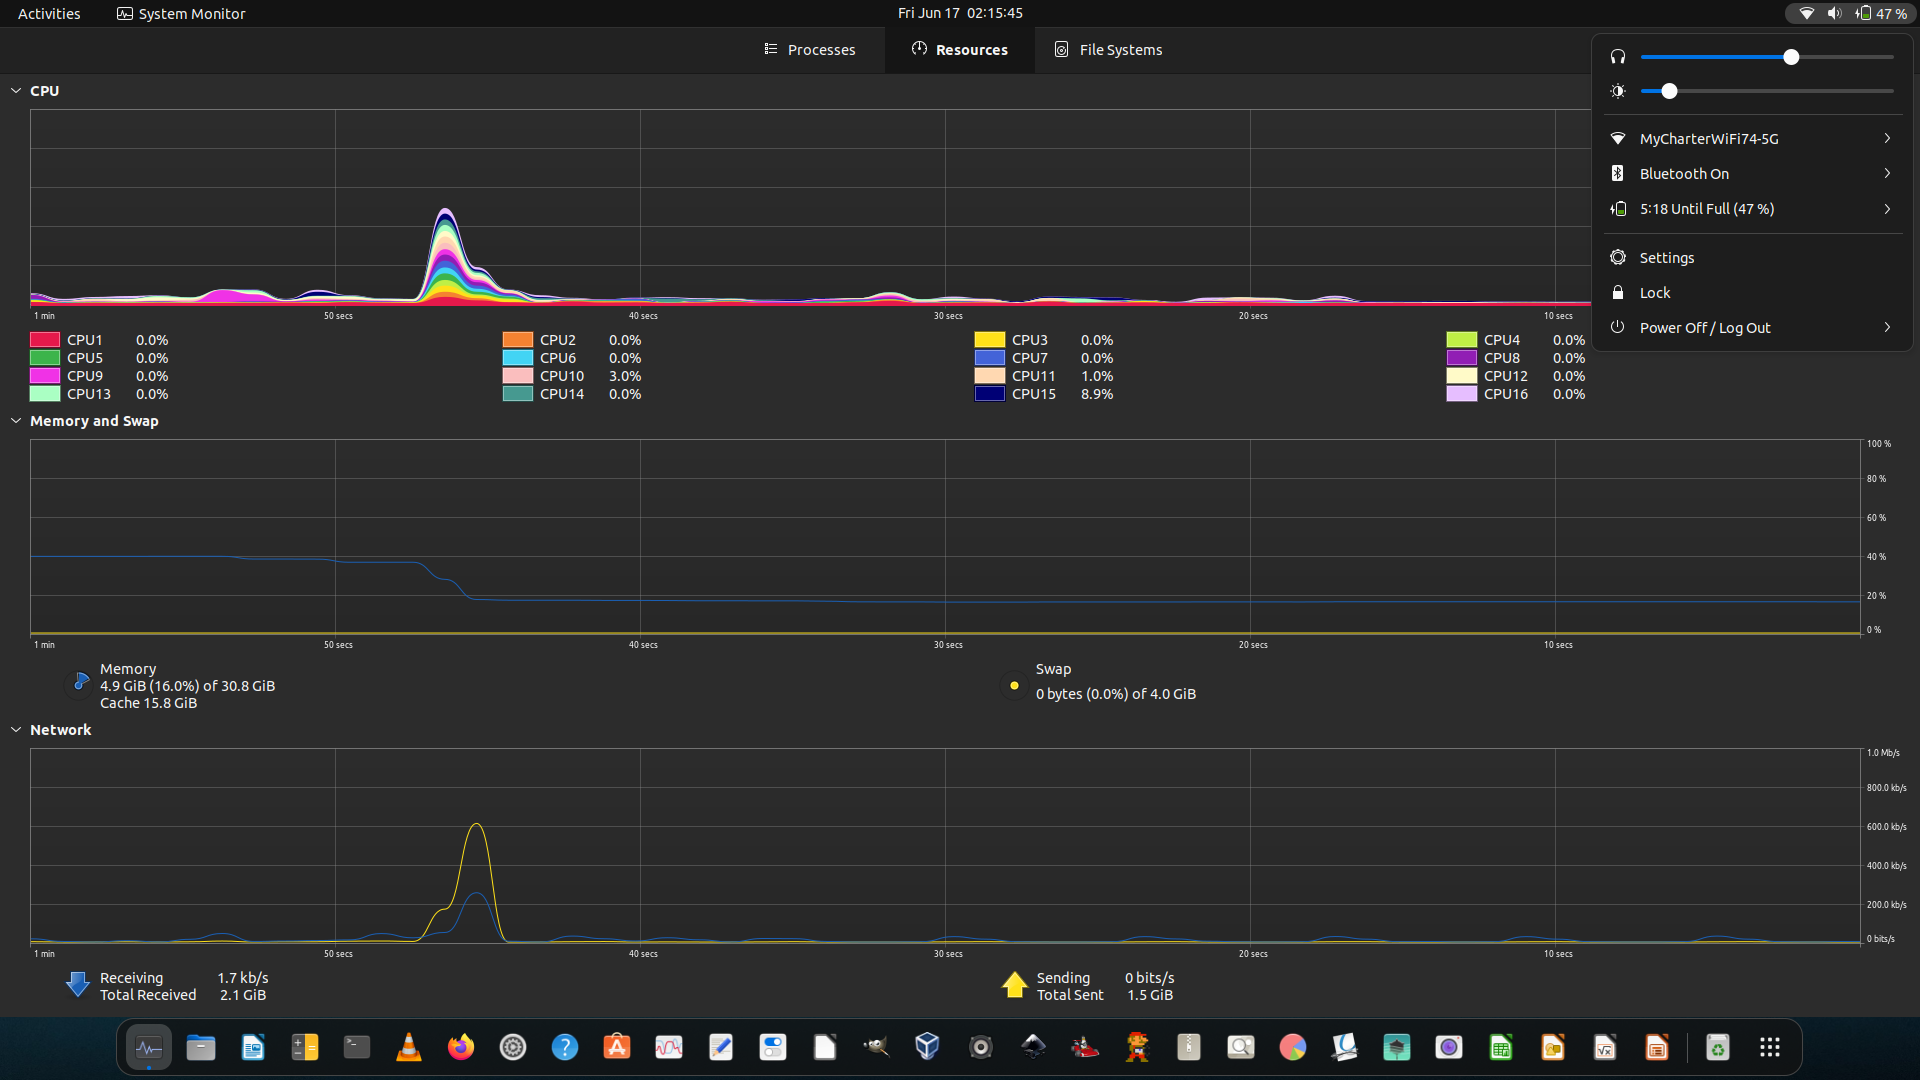 Activities
System Monitor
Fri Jun 17 02:15:45
47 %
Processes
Resources
File Systems
CPU
1 min
50 secs
40 secs
30 secs
20 secs
10 secs
CPU1 0.0%
CPU2 0.0%
CPU3 0.0%
CPU4 0.0%
CPU5 0.0%
CPU6 0.0%
CPU7 0.0%
CPU8 0.0%
CPU9 0.0%
CPU10 3.0%
CPU11 1.0%
CPU12 0.0%
CPU13 0.0%
CPU14 0.0%
CPU15 8.9%
CPU16 0.0%
MyCharterWiFi74-5G
Bluetooth On
5:18 Until Full (47 %)
Settings
Lock
Power Off / Log Out
Memory and Swap
100 %
80 %
60 %
40 %
20 %
0 %
1 min
50 secs
40 secs
30 secs
20 secs
10 secs
Memory
4.9 GiB (16.0%) of 30.8 GiB
Cache 15.8 GiB
Swap
0 bytes (0.0%) of 4.0 GiB
Network
1.0 Mb/s
800.0 kb/s
600.0 kb/s
400.0 kb/s
200.0 kb/s
0 bits/s
1 min
50 secs
40 secs
30 secs
20 secs
10 secs
Receiving 1.7 kb/s
Total Received 2.1 GiB
Sending 0 bits/s
Total Sent 1.5 GiB